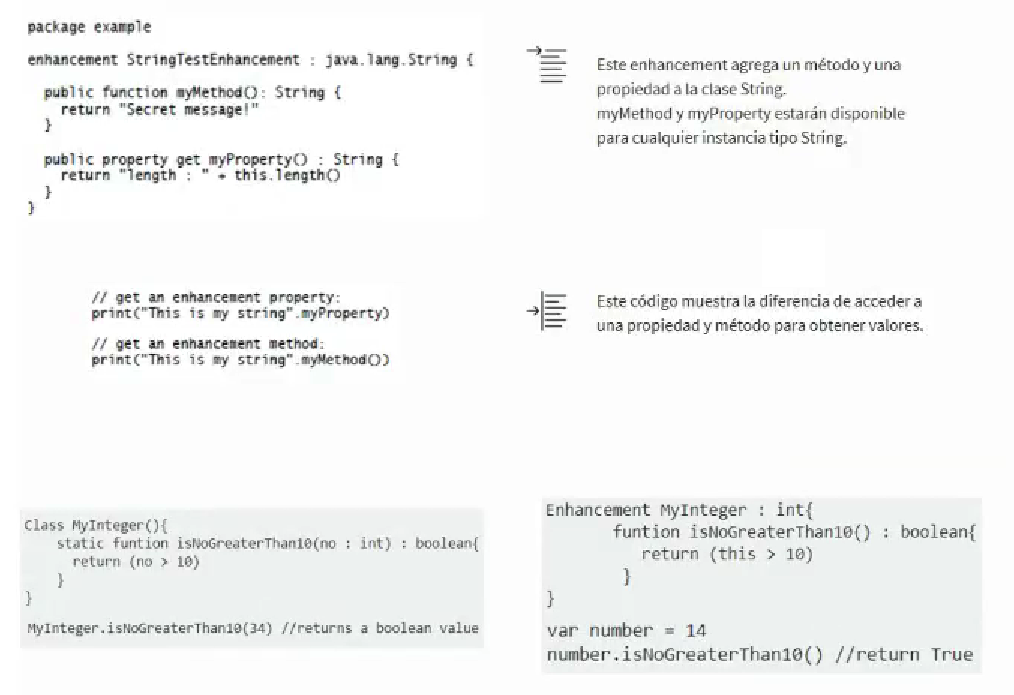 package example
enhancement StringTestEnhancement : java.lang.String {
public function myMethod(): String {
return "Secret message!"
}
public property get myProperty() : String {
return "length : " + this.length()
}
}
Este enhancement agrega un método y una
propiedad a la clase String.
myMethod y myProperty estarán disponible
para cualquier instancia tipo String.
// get an enhancement property:
print("This is my string".myProperty)
// get an enhancement method:
print("This is my string".myMethod())
Este código muestra la diferencia de acceder a
una propiedad y método para obtener valores.
Class MyInteger(){
static funtion isNoGreaterThan10(no : int) : boolean{
return (no > 10)
}
}
MyInteger.isNoGreaterThan10(34) //returns a boolean value
Enhancement MyInteger : int{
funtion isNoGreaterThan10() : boolean{
return (this > 10)
}
}
var number = 14
number.isNoGreaterThan10() //return True